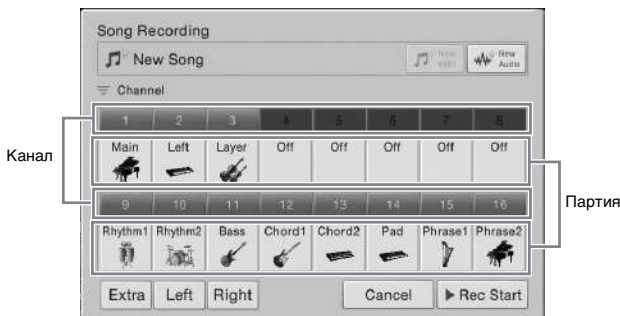 Song Recording
New Song
New MIDI
New Audio
Channel
1 2 3 4 5 6 7 8
Канал
Main Left Layer Off Off Off Off Off
9 10 11 12 13 14 15 16
Партия
Rhythm1 Rhythm2 Bass Chord1 Chord2 Pad Phrase1 Phrase2
Extra Left Right Cancel Rec Start